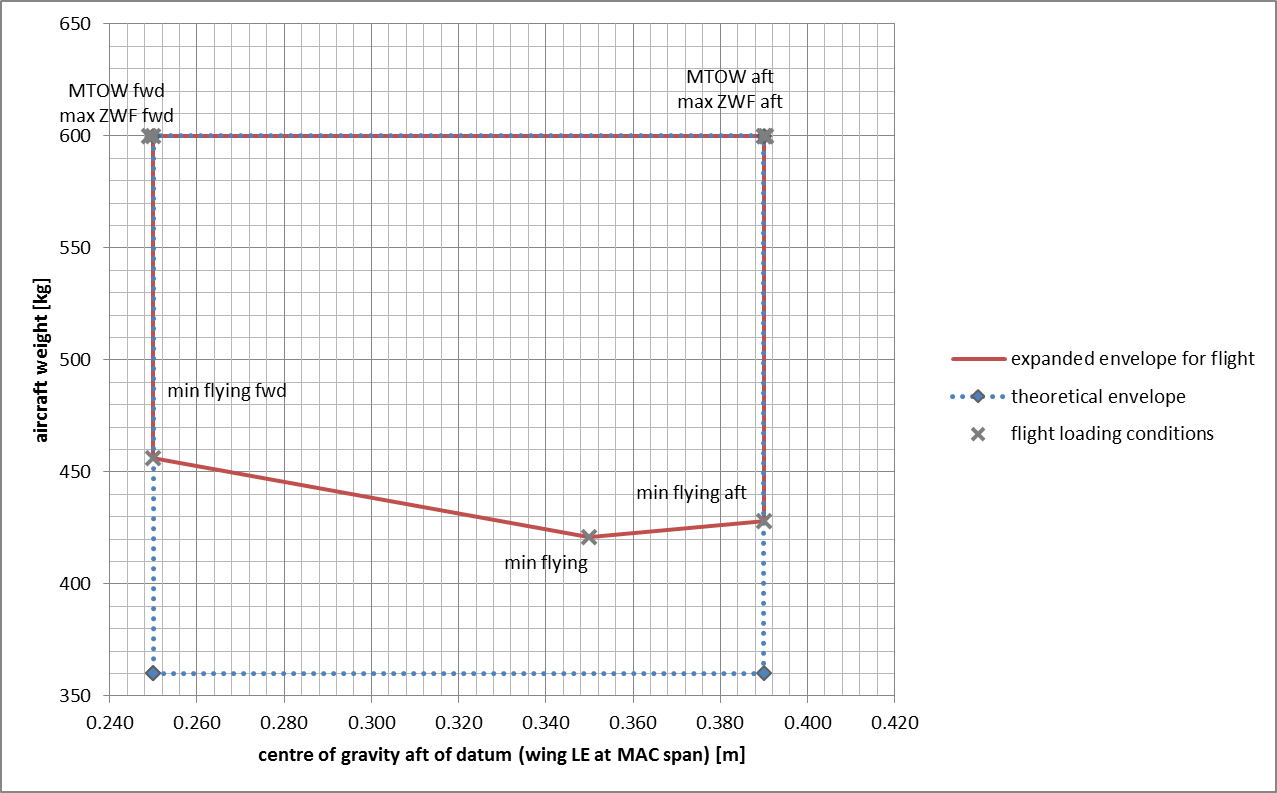 650
MTOW fwd
max ZWF fwd
MTOW aft
max ZWF aft
600
550
500
450
400
350
min flying fwd
min flying aft
min flying
aircraft weight [kg]
expanded envelope for flight
theoretical envelope
flight loading conditions
0.240 0.260 0.280 0.300 0.320 0.340 0.360 0.380 0.400 0.420
centre of gravity aft of datum (wing LE at MAC span) [m]